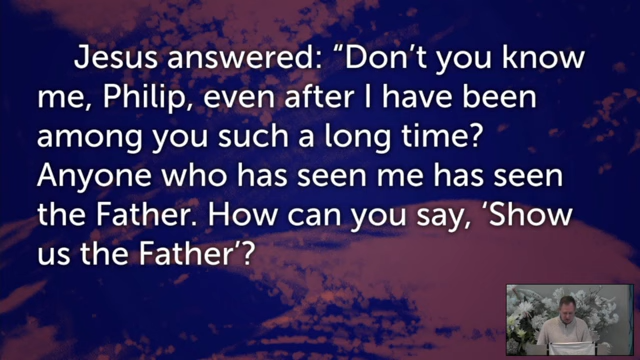 Jesus answered: “Don’t you know
me, Philip, even after I have been
among you such a long time?
Anyone who has seen me has seen
the Father. How can you say, ‘Show
us the Father’?